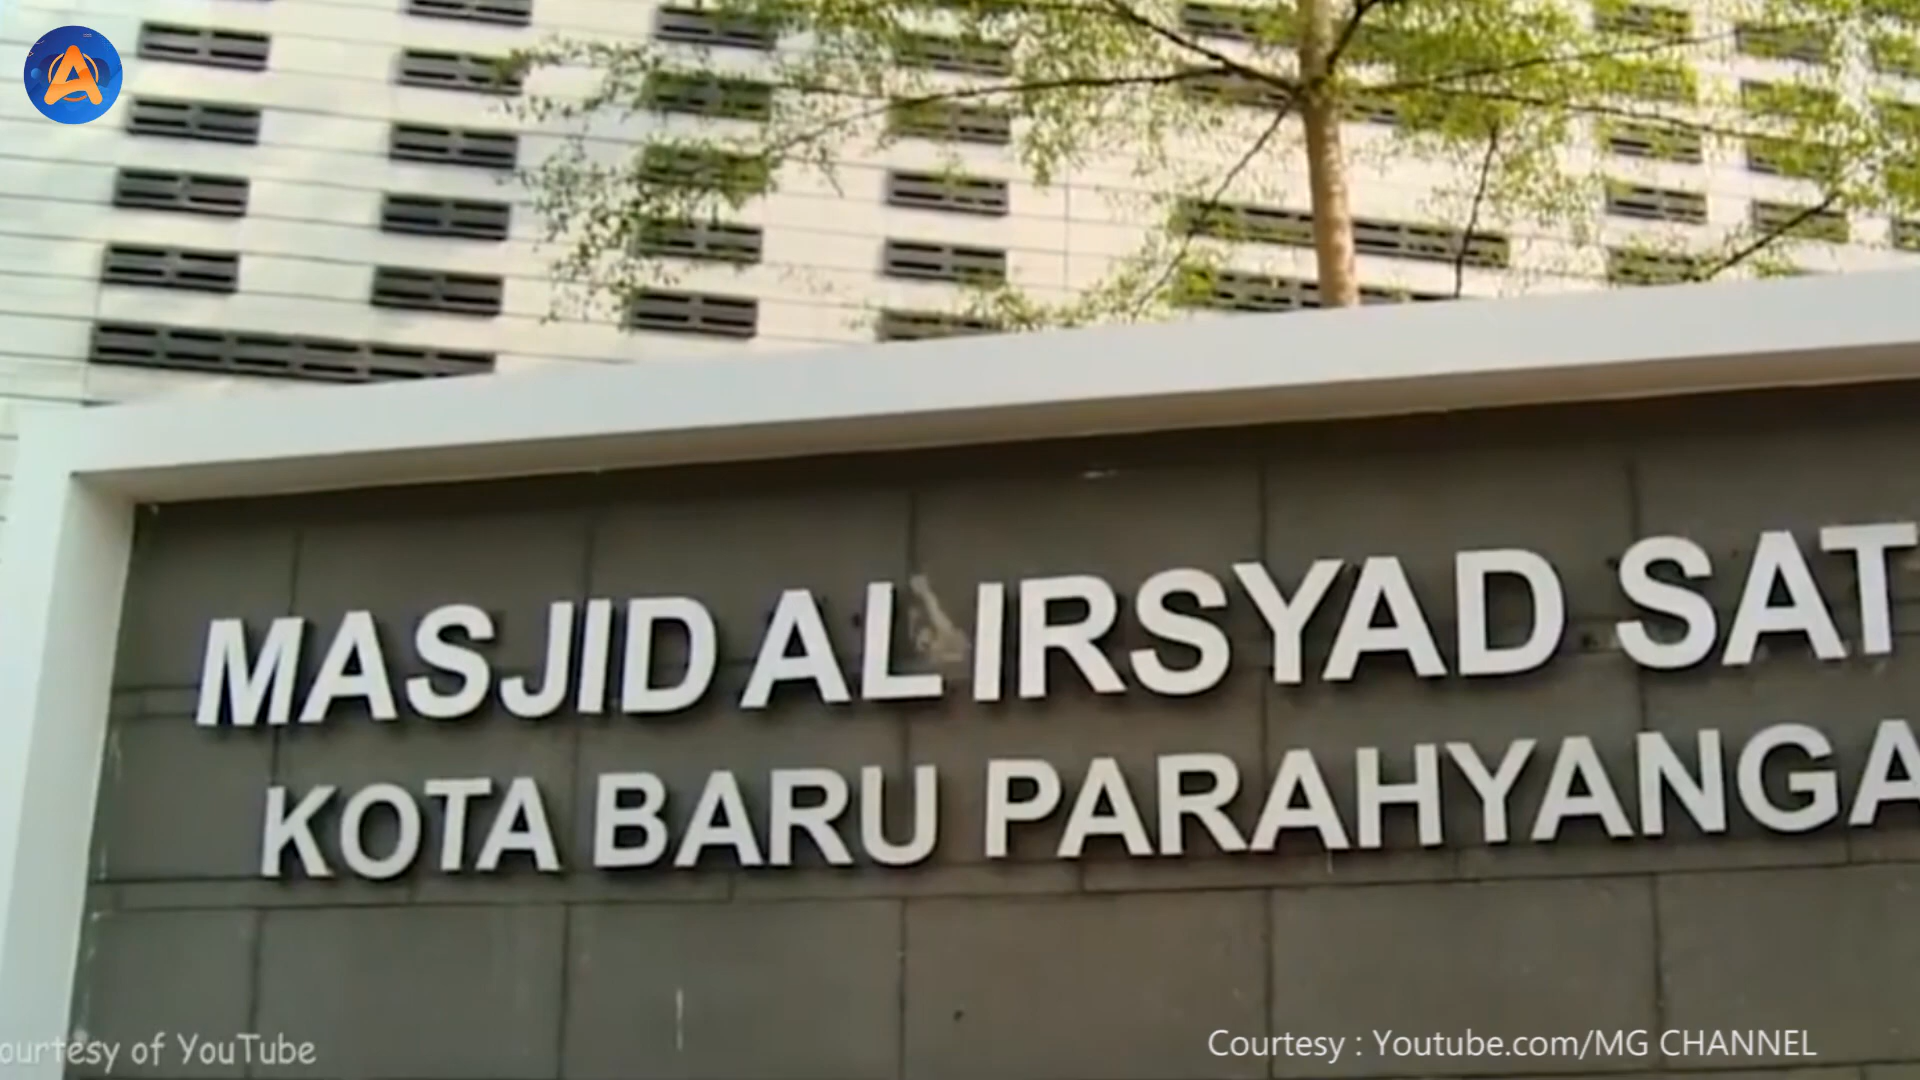 MASJID AL IRSYAD SAT
KOTA BARU PARAHYANGA
ourtesy of YouTube
Courtesy : Youtube.com/MG CHANNEL